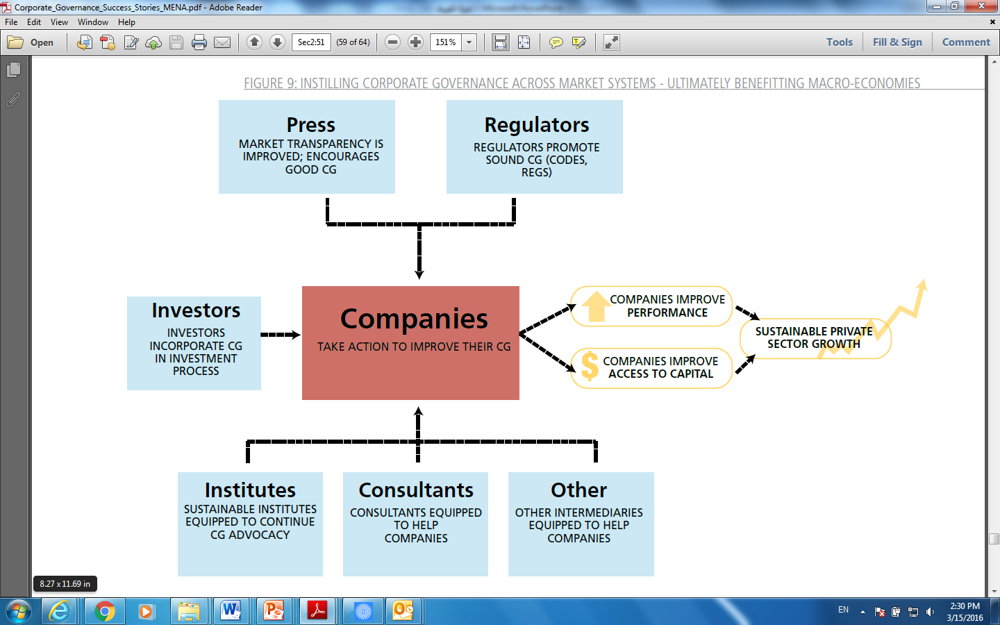 Corporate_Governance_Success_Stories_MENA.pdf - Adobe Reader
File Edit View Window Help
Open
Sec2:51
(59 of 64)
151%
Tools
Fill & Sign
Comment
FIGURE 9: INSTILLING CORPORATE GOVERNANCE ACROSS MARKET SYSTEMS - ULTIMATELY BENEFITTING MACRO-ECONOMIES
Press
MARKET TRANSPARENCY IS
IMPROVED; ENCOURAGES
GOOD CG
Regulators
REGULATORS PROMOTE
SOUND CG (CODES,
REGS)
Investors
INVESTORS
INCORPORATE CG
IN INVESTMENT
PROCESS
Companies
TAKE ACTION TO IMPROVE THEIR CG
COMPANIES IMPROVE
PERFORMANCE
$
COMPANIES IMPROVE
ACCESS TO CAPITAL
SUSTAINABLE PRIVATE
SECTOR GROWTH
Institutes
SUSTAINABLE INSTITUTES
EQUIPPED TO CONTINUE
CG ADVOCACY
Consultants
CONSULTANTS EQUIPPED
TO HELP
COMPANIES
Other
OTHER INTERMEDIARIES
EQUIPPED TO HELP
COMPANIES
8.27 x 11.69 in
EN
2:30 PM
3/15/2016